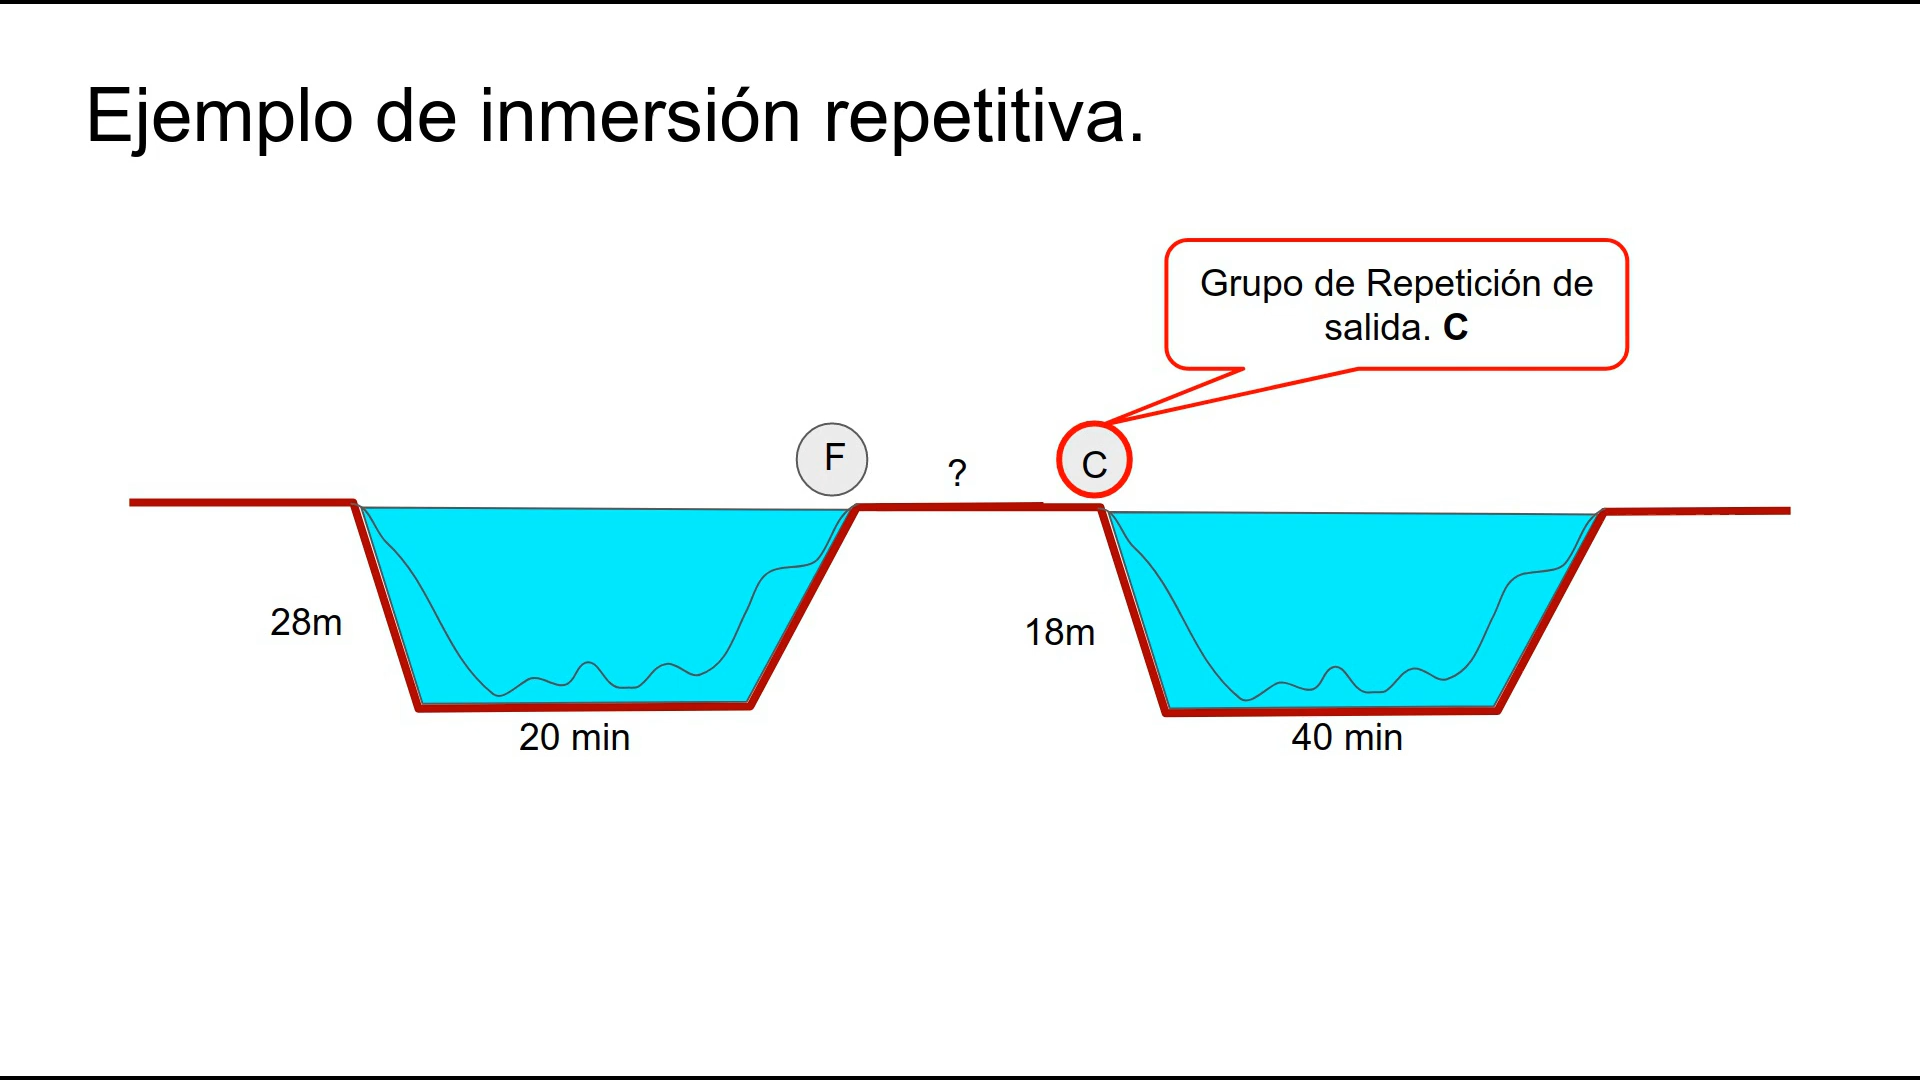 Ejemplo de inmersión repetitiva.
Grupo de Repetición de
salida. C
F
?
C
28m
18m
20 min
40 min